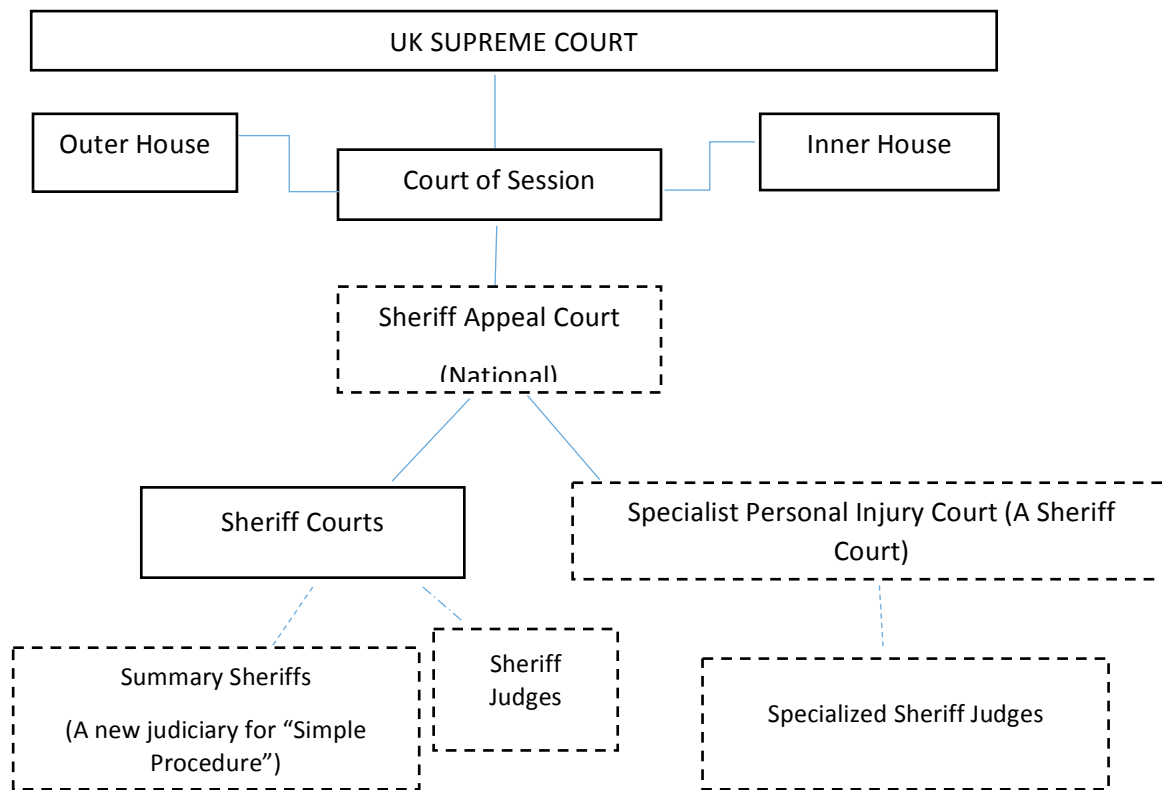 UK SUPREME COURT
Outer House
Inner House
Court of Session
Sheriff Appeal Court
(National)
Sheriff Courts
Specialist Personal Injury Court (A Sheriff
Court)
Summary Sheriffs
(A new judiciary for “Simple
Procedure”)
Sheriff
Judges
Specialized Sheriff Judges